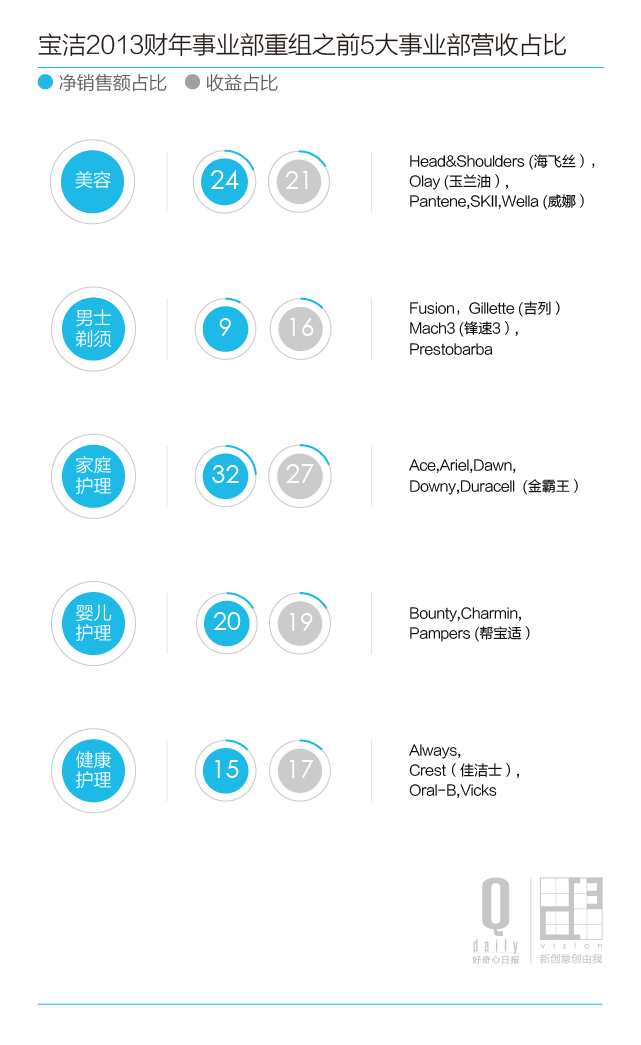 宝洁2013财年事业部重组之前5大事业部营收占比
净销售额占比 收益占比
美容 24 21
Head&Shoulders (海飞丝），
Olay (玉兰油），
Pantene,SKII,Wella (威娜）
男士
剃须
9 16
Fusion，Gillette (吉列）
Mach3 (锋速3），
Prestobarba
家庭
护理
32 27
Ace,Ariel,Dawn,
Downy,Duracell (金霸王）
婴儿
护理
20 19
Bounty,Charmin,
Pampers (帮宝适）
健康
护理
15 17
Always,
Crest（佳洁士），
Oral-B,Vicks
Q
daily
好奇心日报
vision
新创意创由我